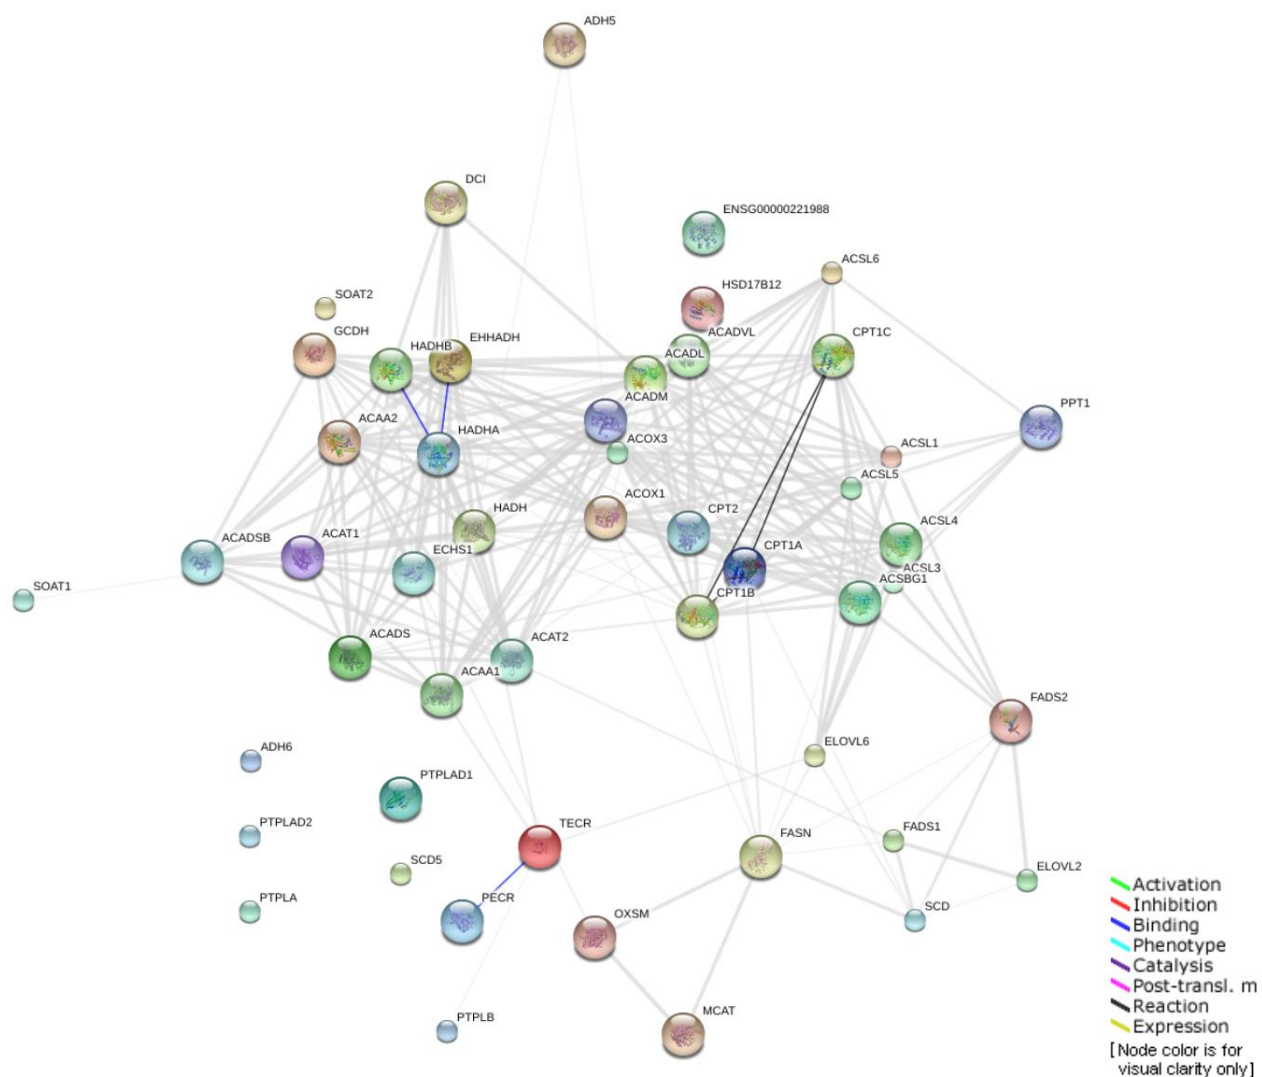 ADH5
DCI
ENSG00000221988
ACSL6
HSD17B12
SOAT2
GCDH
HADHB
EHHADH
ACADVL
CPT1C
ACADL
ACADM
PPT1
ACAA2
HADHA
ACOX3
ACSL1
ACSL5
HADH
ACOX1
CPT2
ACSL4
ACADSB
ACAT1
ECHS1
CPT1A
ACSL3
ACSBG1
SOAT1
CPT1B
ACADS
ACAT2
ACAA1
FADS2
ADH6
ELOVL6
PTPLAD1
PTPLAD2
TECR
FASN
FADS1
SCD5
ELOVL2
PTPLA
PECR
OXSM
SCD
PTPLB
MCAT
Activation
Inhibition
Binding
Phenotype
Catalysis
Post-transl. m
Reaction
Expression
[Node color is for
visual clarity only]